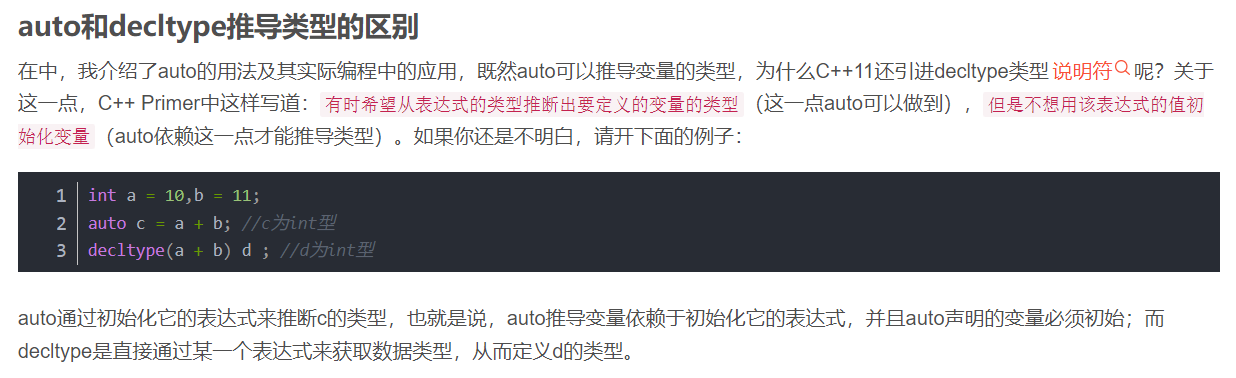 auto和decltype推导类型的区别
在中，我介绍了auto的用法及其实际编程中的应用，既然auto可以推导变量的类型，为什么C++11还引进decltype类型说明符呢？关于
这一点，C++ Primer中这样写道：有时希望从表达式的类型推断出要定义的变量的类型（这一点auto可以做到），但是不想用该表达式的值初
始化变量（auto依赖这一点才能推导类型）。如果你还是不明白，请开下面的例子：
1 int a = 10,b = 11;
2 auto c = a + b; //c为int型
3 decltype(a + b) d ; //d为int型
auto通过初始化它的表达式来推断c的类型，也就是说，auto推导变量依赖于初始化它的表达式，并且auto声明的变量必须初始；而
decltype是直接通过某一个表达式来获取数据类型，从而定义d的类型。